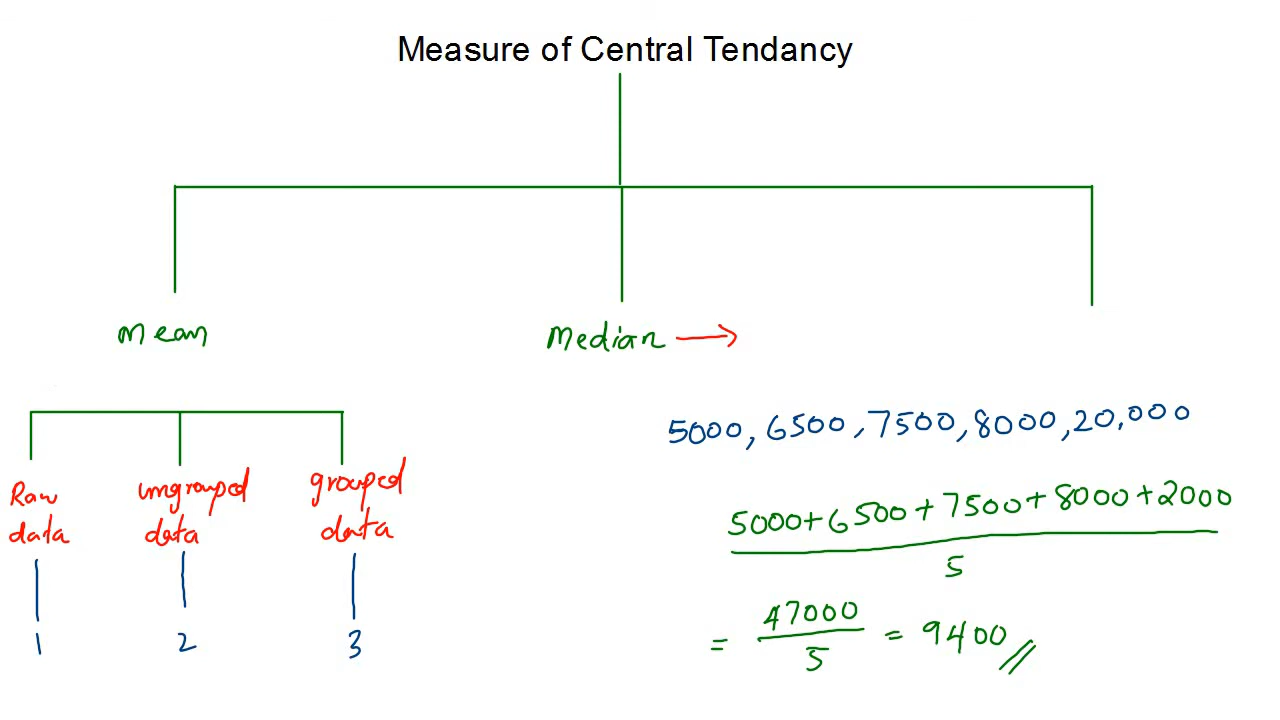 Measure of Central Tendancy
Mean
Median →
Raw
data
1
ungrouped
data
2
grouped
data
3
5000, 6500, 7500, 8000, 20,000
5000+6500+7500+8000+2000
5
= 47000 = 9400//
5